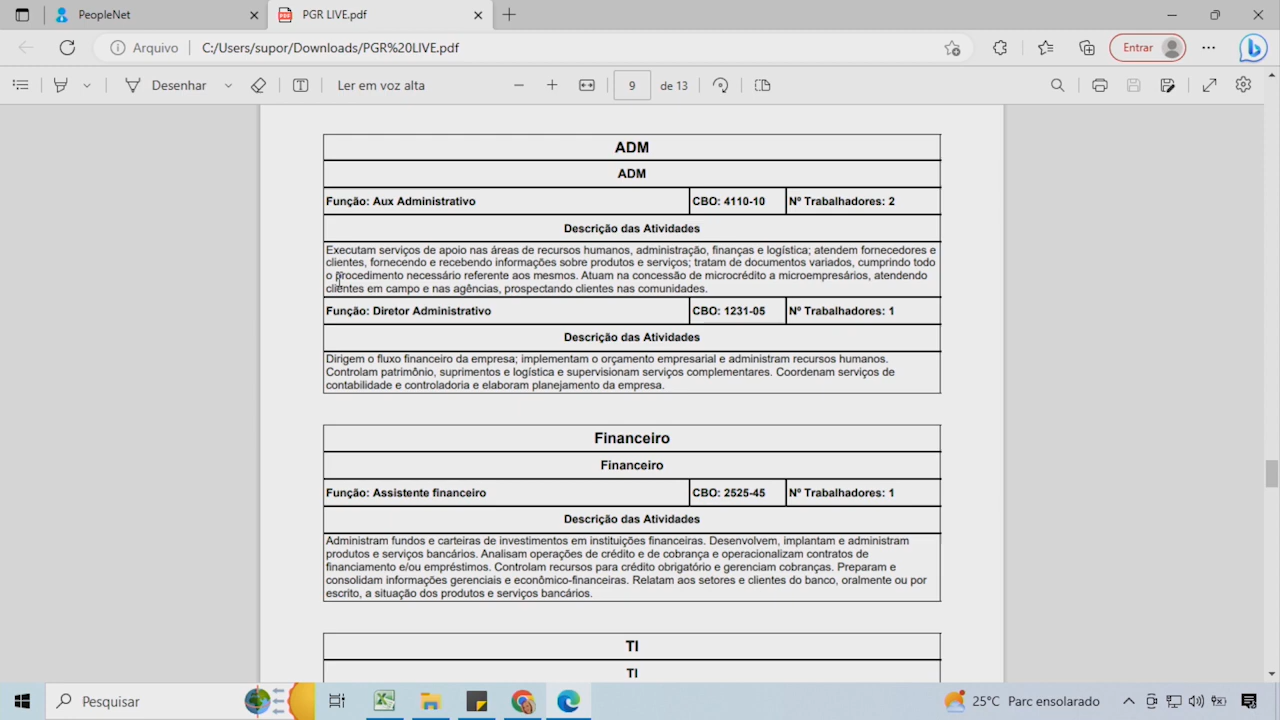 PeopleNet
PGR LIVE.pdf
Arquivo
C:/Users/supor/Downloads/PGR%20LIVE.pdf
Entrar
Desenhar
Ler em voz alta
9
de 13
ADM
ADM
Função: Aux Administrativo
CBO: 4110-10
Nº Trabalhadores: 2
Descrição das Atividades
Executam serviços de apoio nas áreas de recursos humanos, administração, finanças e logística; atendem fornecedores e
clientes, fornecendo e recebendo informações sobre produtos e serviços; tratam de documentos variados, cumprindo todo
o procedimento necessário referente aos mesmos. Atuam na concessão de microcrédito a microempresários, atendendo
clientes em campo e nas agências, prospectando clientes nas comunidades.
Função: Diretor Administrativo
CBO: 1231-05
Nº Trabalhadores: 1
Descrição das Atividades
Dirigem o fluxo financeiro da empresa; implementam o orçamento empresarial e administram recursos humanos.
Controlam patrimônio, suprimentos e logística e supervisionam serviços complementares. Coordenam serviços de
contabilidade e controladoria e elaboram planejamento da empresa.
Financeiro
Financeiro
Função: Assistente financeiro
CBO: 2525-45
Nº Trabalhadores: 1
Descrição das Atividades
Administram fundos e carteiras de investimentos em instituições financeiras. Desenvolvem, implantam e administram
produtos e serviços bancários. Analisam operações de crédito e de cobrança e operacionalizam contratos de
financiamento e/ou empréstimos. Controlam recursos para crédito obrigatório e gerenciam cobranças. Preparam e
consolidam informações gerenciais e econômico-financeiras. Relatam aos setores e clientes do banco, oralmente ou por
escrito, a situação dos produtos e serviços bancários.
TI
TI
Pesquisar
25°C
Parc ensolarado